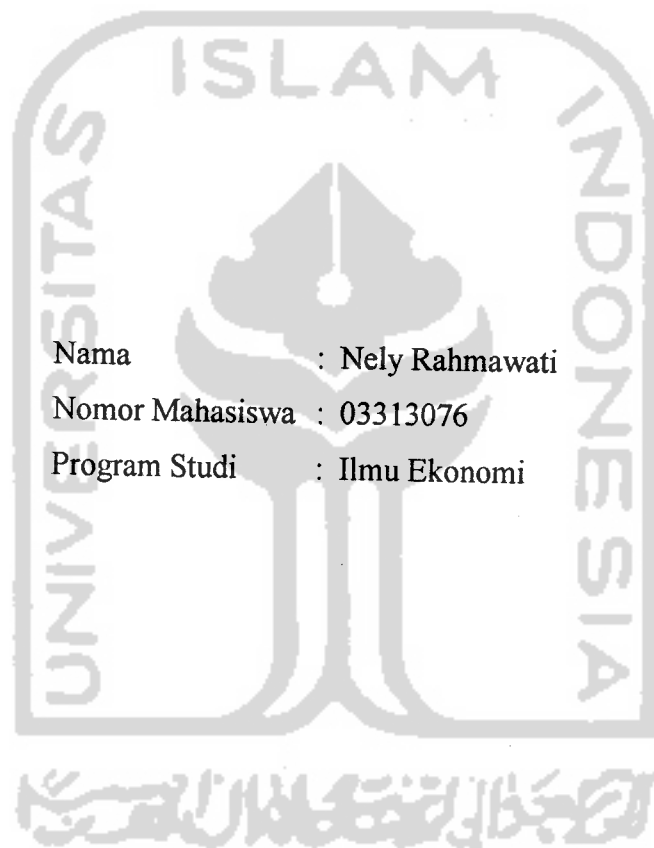 ISLAM
UNIVERSITAS
INDONESIA
Nama : Nely Rahmawati
Nomor Mahasiswa : 03313076
Program Studi : Ilmu Ekonomi